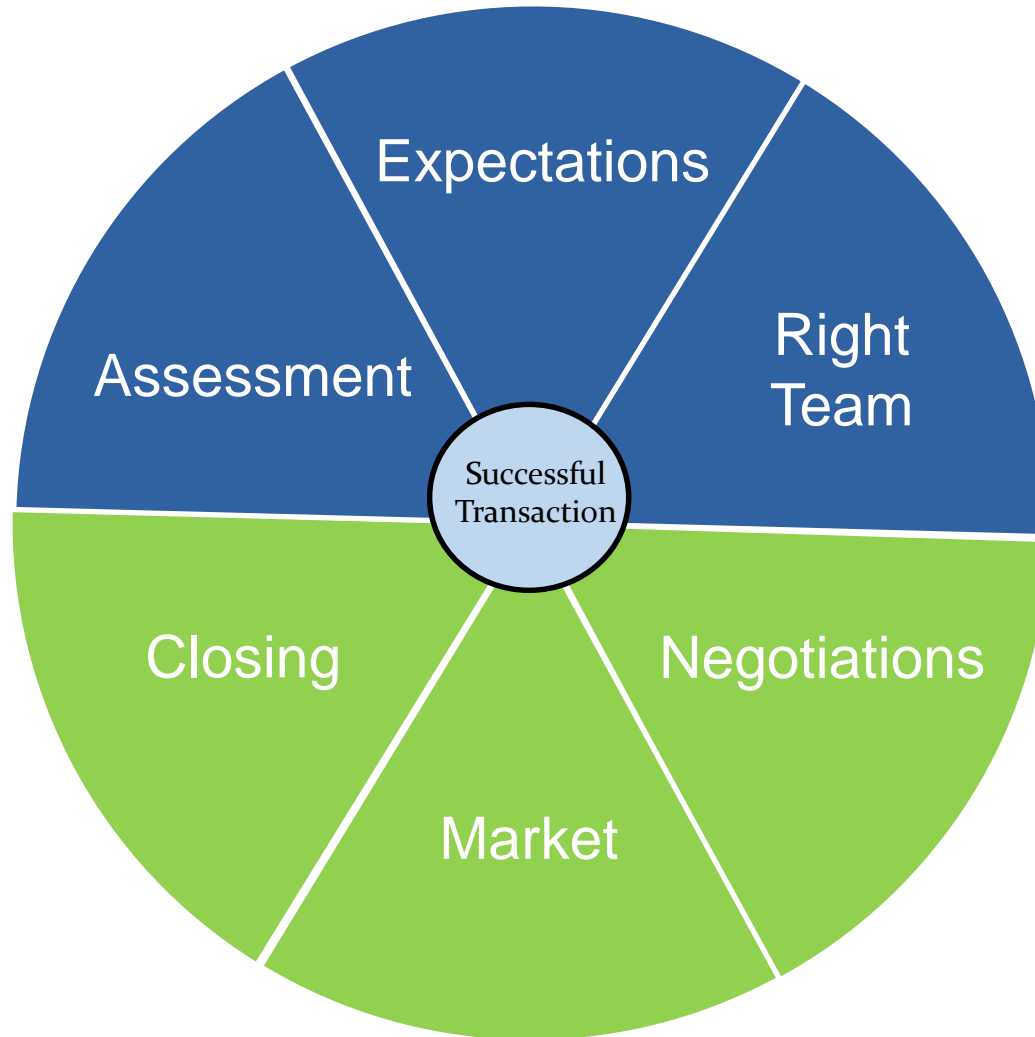 Expectations
Assessment
Right
Team
Successful
Transaction
Closing
Negotiations
Market